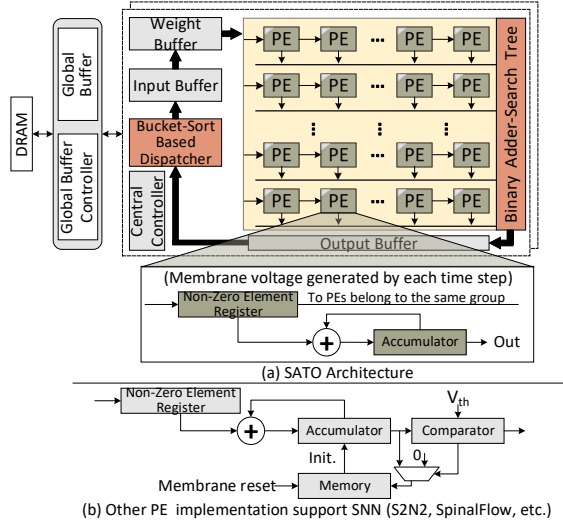 DRAM
Global
Buffer
Global Buffer
Controller
Weight Buffer
Input Buffer
Bucket-Sort
Based
Dispatcher
Central
Controller
PE PE ... PE PE
PE PE ... PE PE
PE PE ... PE PE
PE PE ... PE PE
Binary Adder-Search Tree
Output Buffer
(Membrane voltage generated by each time step)
Non-Zero Element
Register
To PEs belong to the same group
+
Accumulator
Out
(a) SATO Architecture
Non-Zero Element
Register
Vth
+
Accumulator
Comparator
Init.
0
Membrane reset
Memory
(b) Other PE implementation support SNN (S2N2, SpinalFlow, etc.)